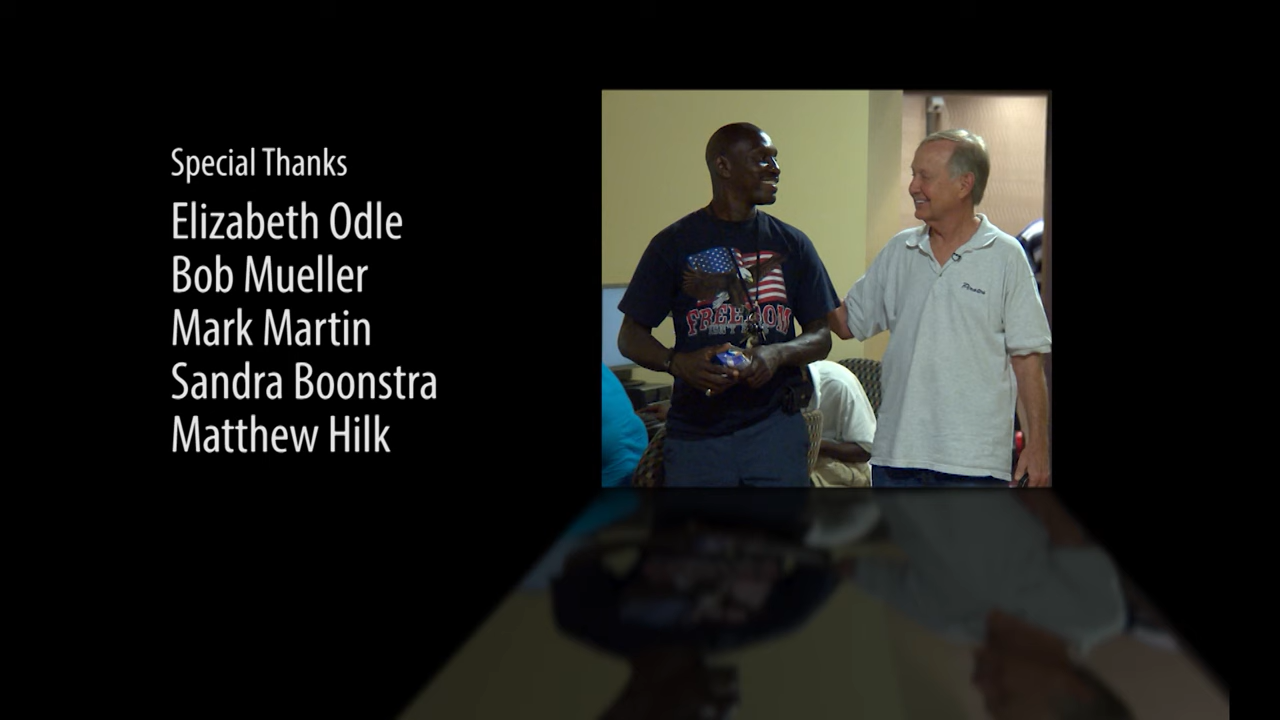 Special Thanks
Elizabeth Odle
Bob Mueller
Mark Martin
Sandra Boonstra
Matthew Hilk
FREEDOM